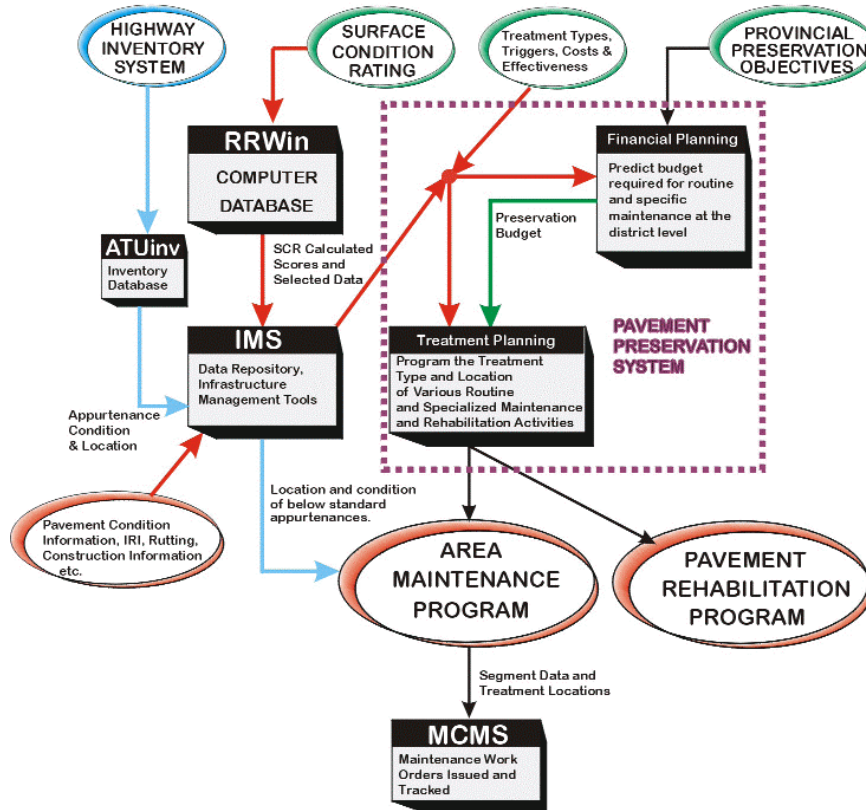 HIGHWAY
INVENTORY
SYSTEM
SURFACE
CONDITION
RATING
Treatment Types,
Triggers, Costs &
Effectiveness
PROVINCIAL
PRESERVATION
OBJECTIVES
RRWin
COMPUTER
DATABASE
Financial Planning
Predict budget
required for routine
and specific
maintenance at the
district level
Preservation
Budget
ATUinv
Inventory
Database
SCR Calculated
Scores and
Selected Data
IMS
Data Repository,
Infrastructure
Management Tools
Treatment Planning
Program the Treatment
Type and Location
of Various Routine
and Specialized Maintenance
and Rehabilitation Activities
PAVEMENT
PRESERVATION
SYSTEM
Appurtenance
Condition
& Location
Pavement Condition
Information, IRI, Rutting,
Construction Information
etc.
Location and condition
of below standard
appurtenances.
AREA
MAINTENANCE
PROGRAM
PAVEMENT
REHABILITATION
PROGRAM
Segment Data and
Treatment Locations
MCMS
Maintenance Work
Orders Issued and
Tracked